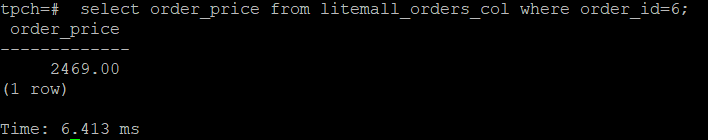 tpch=#  select order_price from litemall_orders_col where order_id=6;
 order_price
-------------
     2469.00
(1 row)
Time: 6.413 ms